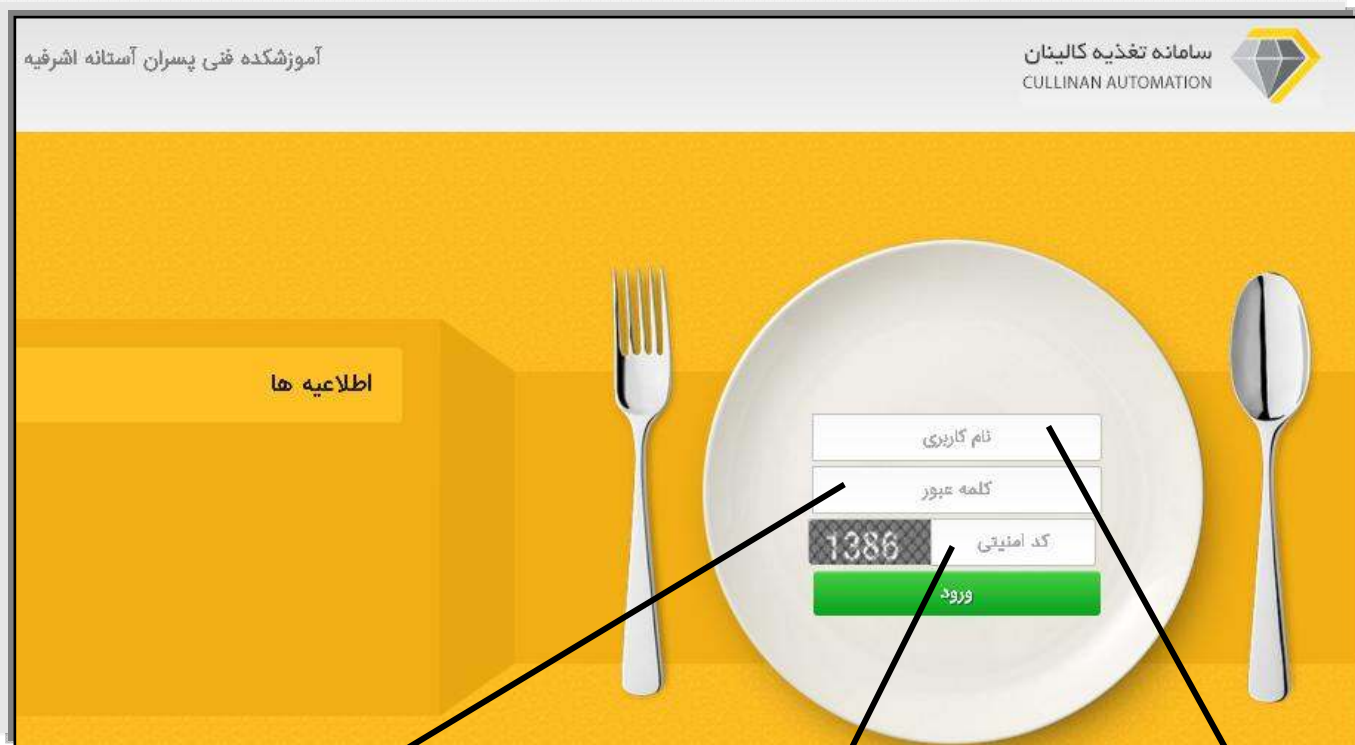 سامانه تغذیه کالینان
CULLINAN AUTOMATION
آموزشکده فنی پسران آستانه اشرفیه
اطلاعیه ها
نام کاربری
کلمه عبور
کد امنیتی
1386
ورود